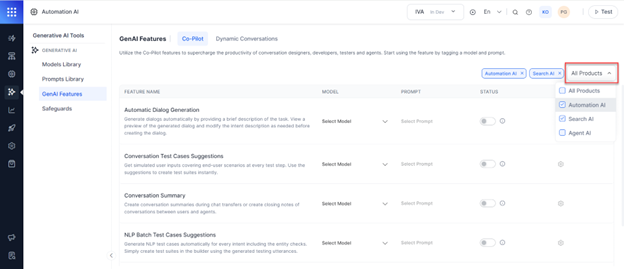 Automation AI
IVA
In Dev
En
KO
PG
Test
Generative AI Tools
GENERATIVE AI
Models Library
Prompts Library
GenAI Features
Safeguards
GenAI Features
Co-Pilot
Dynamic Conversations
Utilize the Co-Pilot features to supercharge the productivity of conversation designers, developers, testers and agents. Start using the feature by tagging a model and prompt.
Automation AI ×
Search AI ×
All Products
All Products
Automation AI
Search AI
Agent AI
FEATURE NAME
MODEL
PROMPT
STATUS
Automatic Dialog Generation
Generate dialogs automatically by providing a brief description of the task. View a
preview of the generated dialog and modify the intent description as needed before
creating the dialog.
Select Model
Select Prompt
Conversation Test Cases Suggestions
Get simulated user inputs covering end-user scenarios at every test step. Use the
suggestions to create test suites instantly.
Select Model
Select Prompt
Conversation Summary
Create conversation summaries during chat transfers or create closing notes of
conversations between users and agents.
Select Model
Select Prompt
NLP Batch Test Cases Suggestions
Generate NLP test cases automatically for every intent including the entity checks.
Simply create test suites in the builder using the generated testing utterances.
Select Model
Select Prompt